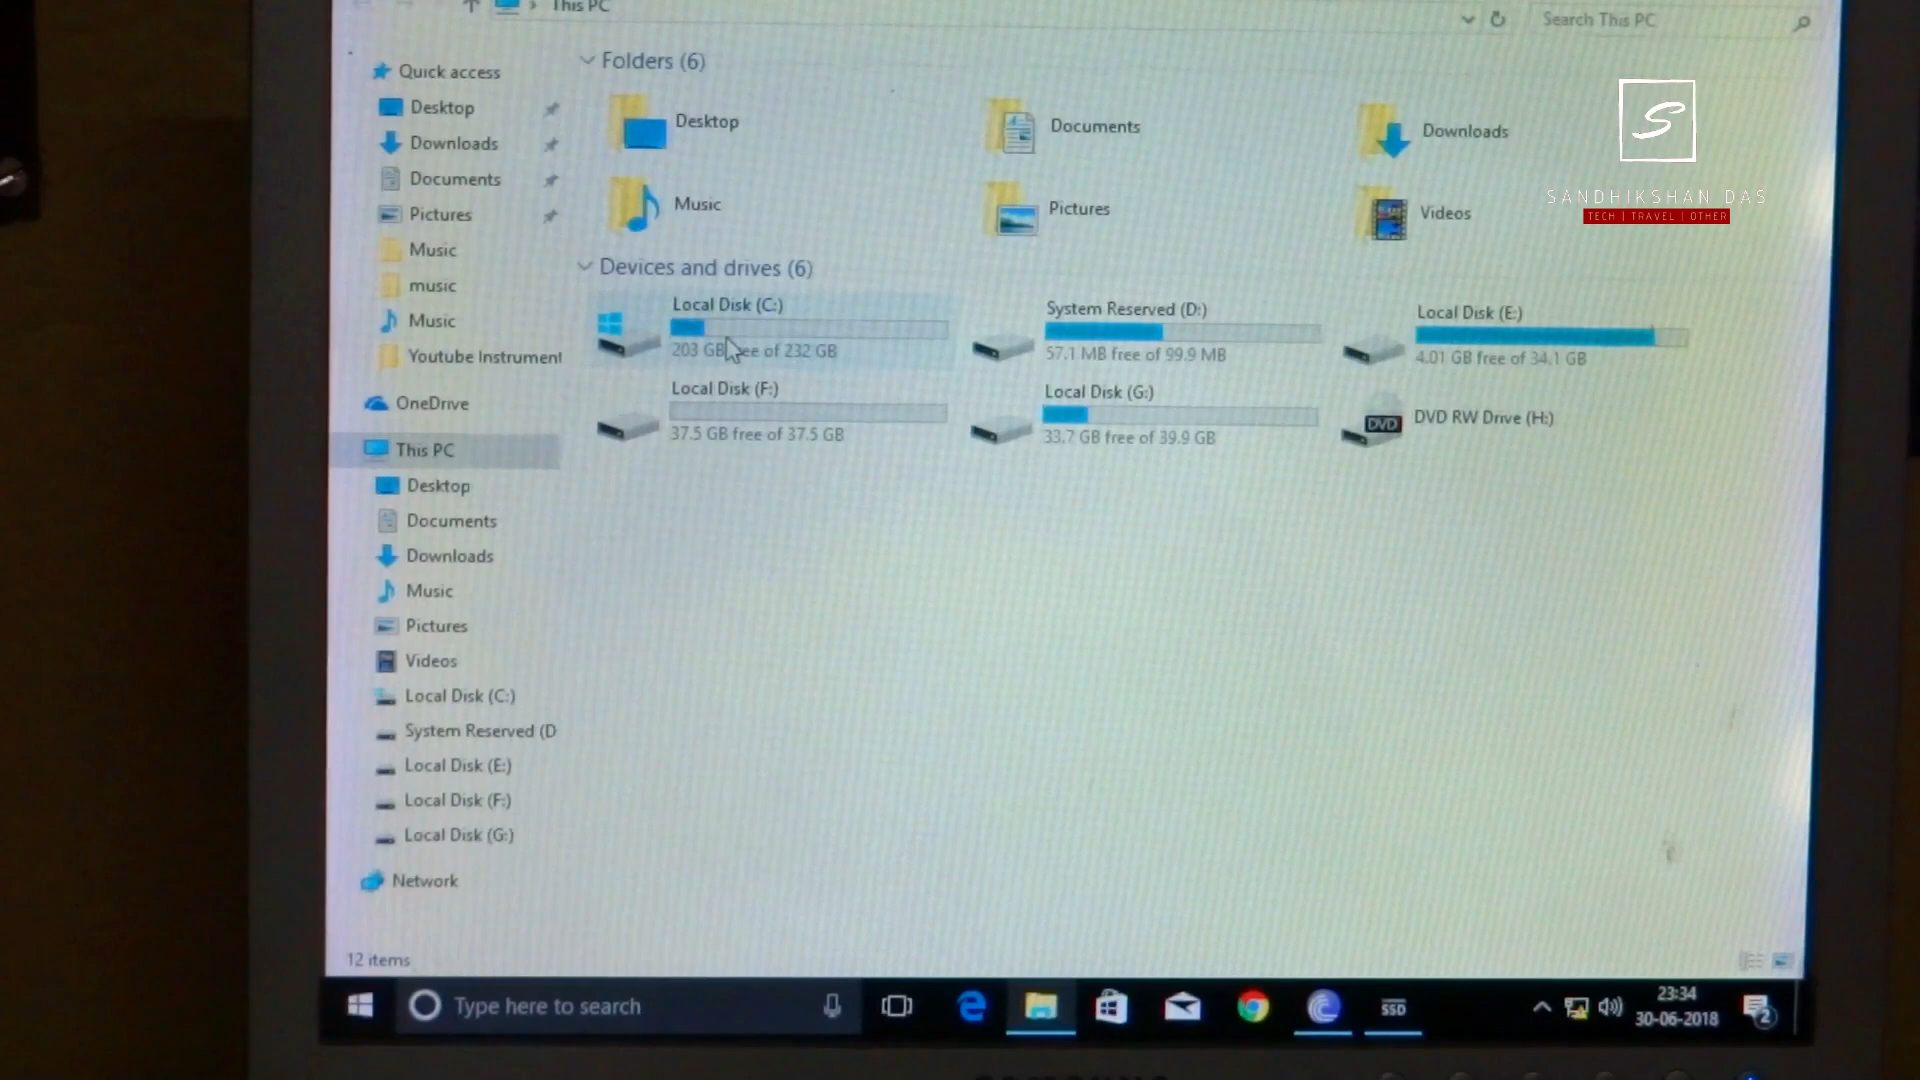 This PC
Search This PC
Quick access
Desktop
Downloads
Documents
Pictures
Music
music
Music
Youtube Instrument
OneDrive
This PC
Desktop
Documents
Downloads
Music
Pictures
Videos
Local Disk (C:)
System Reserved (D
Local Disk (E:)
Local Disk (F:)
Local Disk (G:)
Network
Folders (6)
Desktop
Documents
Downloads
Music
Pictures
Videos
Devices and drives (6)
Local Disk (C:)
203 GB free of 232 GB
System Reserved (D:)
57.1 MB free of 99.9 MB
Local Disk (E:)
4.01 GB free of 34.1 GB
Local Disk (F:)
37.5 GB free of 37.5 GB
Local Disk (G:)
33.7 GB free of 39.9 GB
DVD
DVD RW Drive (H:)
S
SANDHIKSHAN DAS
TECH | TRAVEL | OTHER
12 items
Type here to search
SSD
23:34
30-06-2018
2